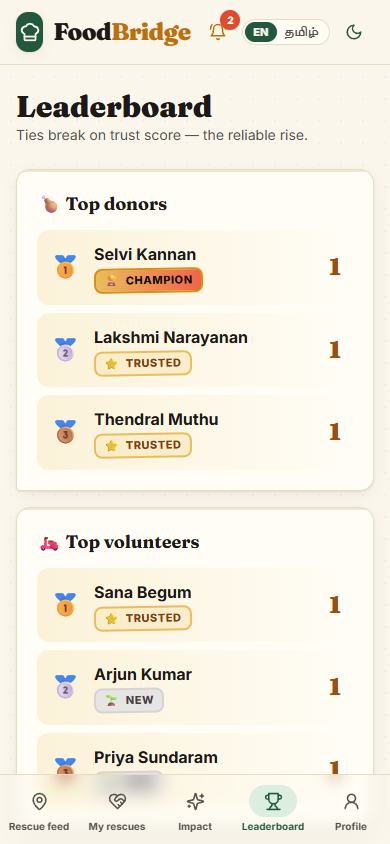 FoodBridge
2
EN
தமிழ்
Leaderboard
Ties break on trust score — the reliable rise.
Top donors
1
Selvi Kannan
CHAMPION
1
2
Lakshmi Narayanan
TRUSTED
1
3
Thendral Muthu
TRUSTED
1
Top volunteers
1
Sana Begum
TRUSTED
1
2
Arjun Kumar
NEW
1
3
Priya Sundaram
1
Rescue feed
My rescues
Impact
Leaderboard
Profile